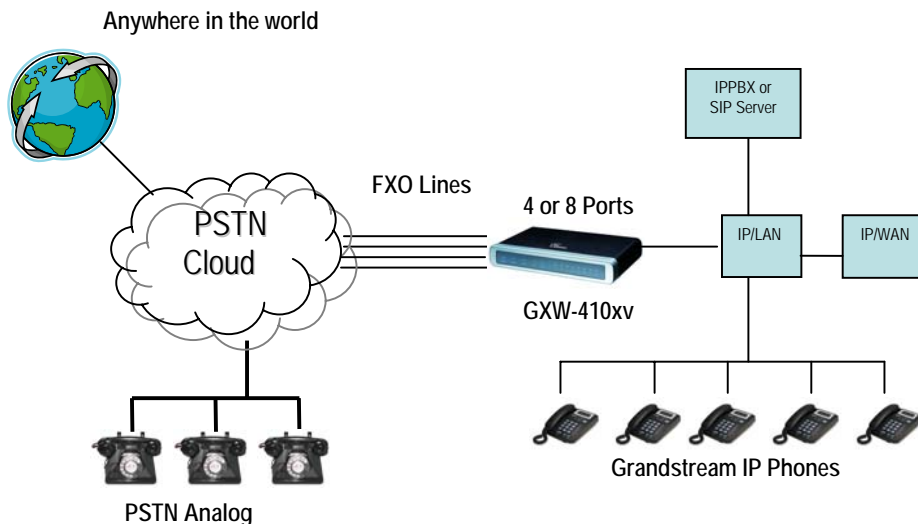 Anywhere in the world
IPPBX or
SIP Server
FXO Lines
4 or 8 Ports
PSTN
Cloud
IP/LAN
IP/WAN
GXW-410xv
Grandstream IP Phones
PSTN Analog